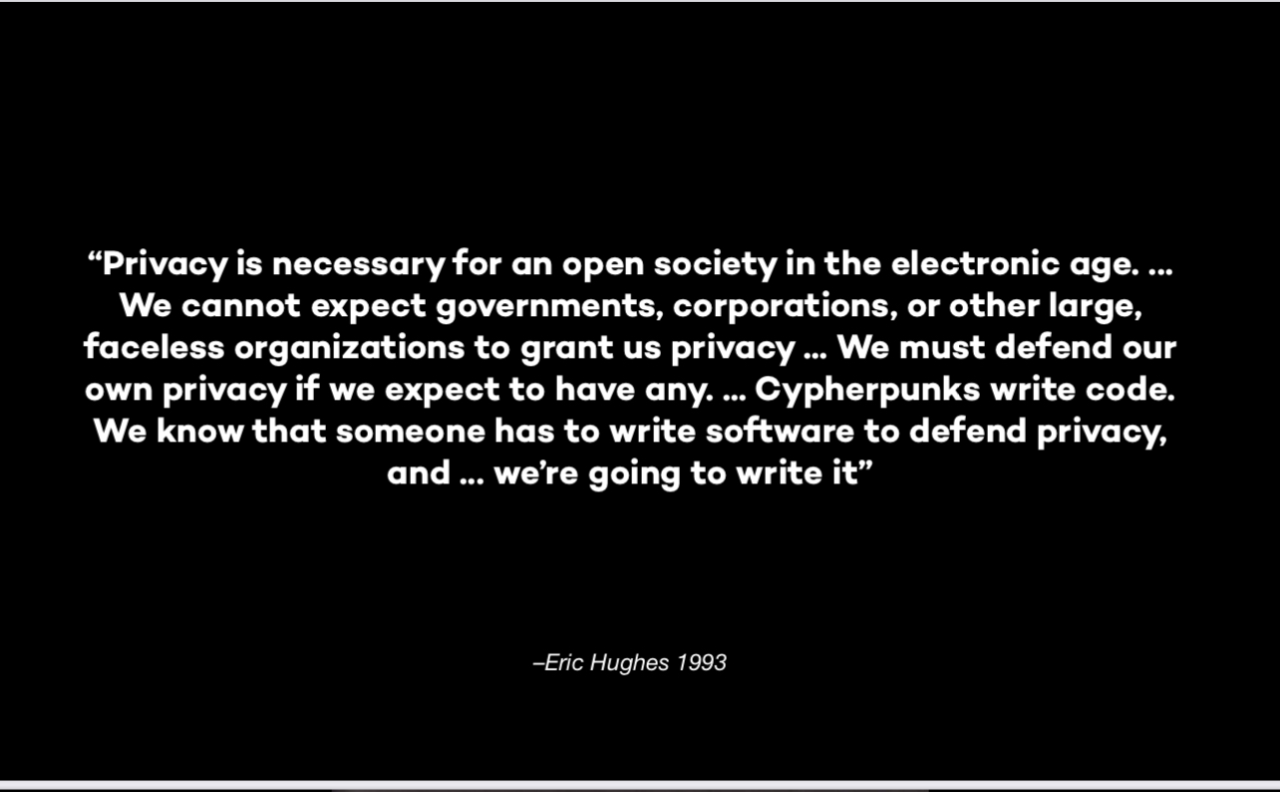 “Privacy is necessary for an open society in the electronic age. ...
We cannot expect governments, corporations, or other large,
faceless organizations to grant us privacy ... We must defend our
own privacy if we expect to have any. ... Cypherpunks write code.
We know that someone has to write software to defend privacy,
and ... we’re going to write it”
–Eric Hughes 1993